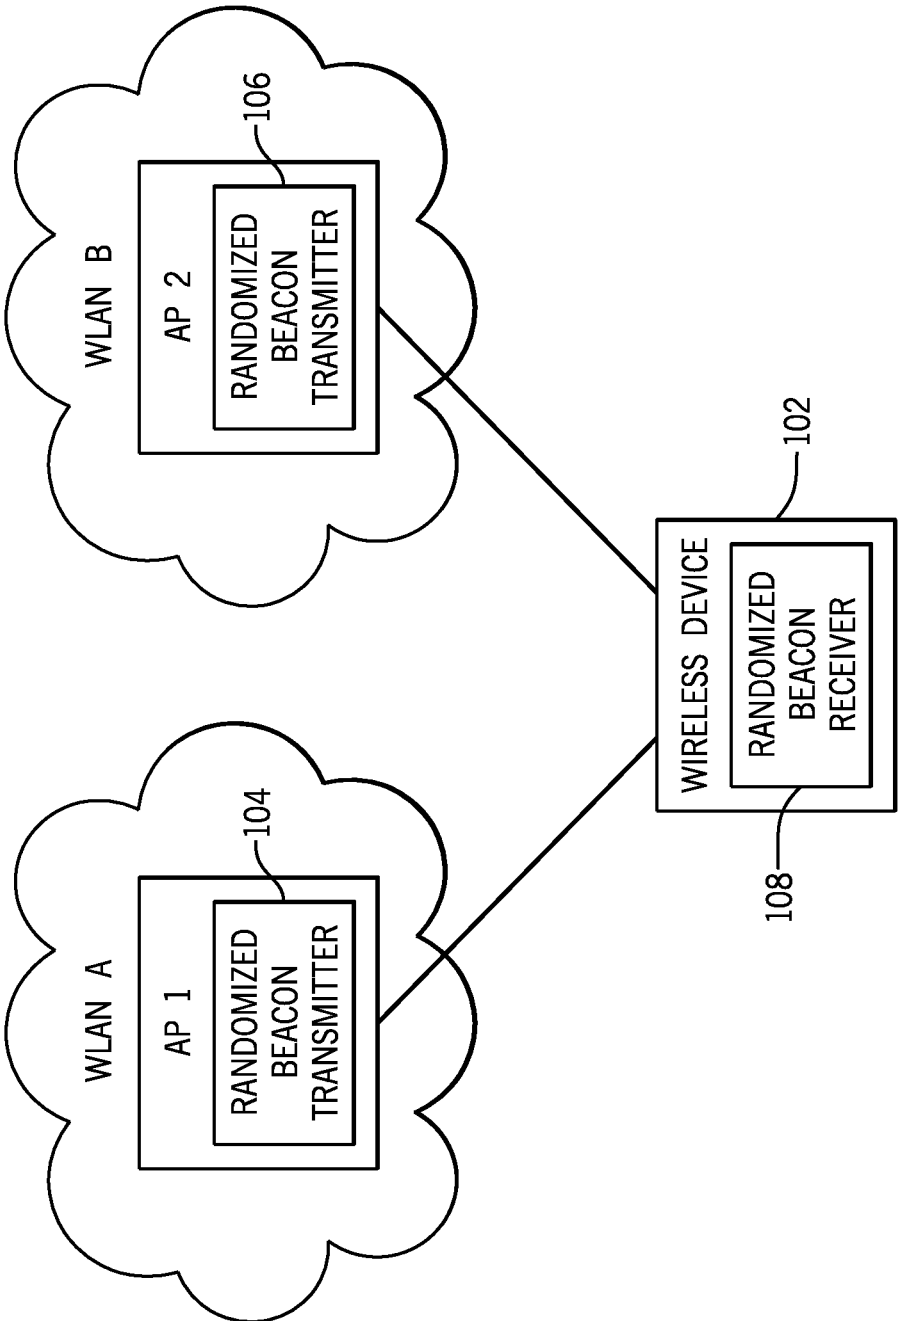 WLAN A
AP 1
RANDOMIZED
BEACON
TRANSMITTER
104
WLAN B
AP 2
RANDOMIZED
BEACON
TRANSMITTER
106
WIRELESS DEVICE
RANDOMIZED
BEACON
RECEIVER
102
108